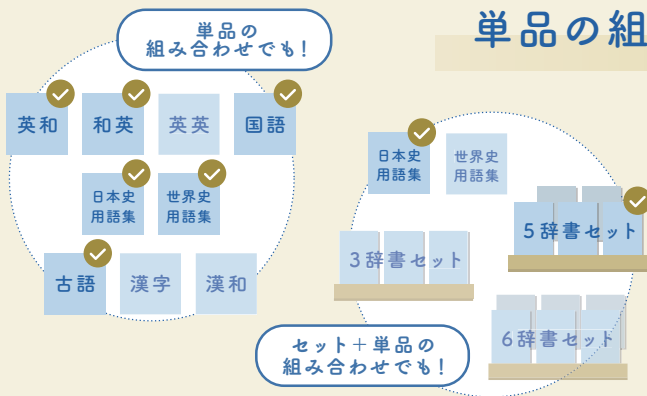 単品の
組み合わせでも！
単品の組
英和
和英
英英
国語
日本史
用語集
世界史
用語集
古語
漢字
漢和
日本史
用語集
世界史
用語集
5辞書セット
3辞書セット
6辞書セット
セット＋単品の
組み合わせでも！